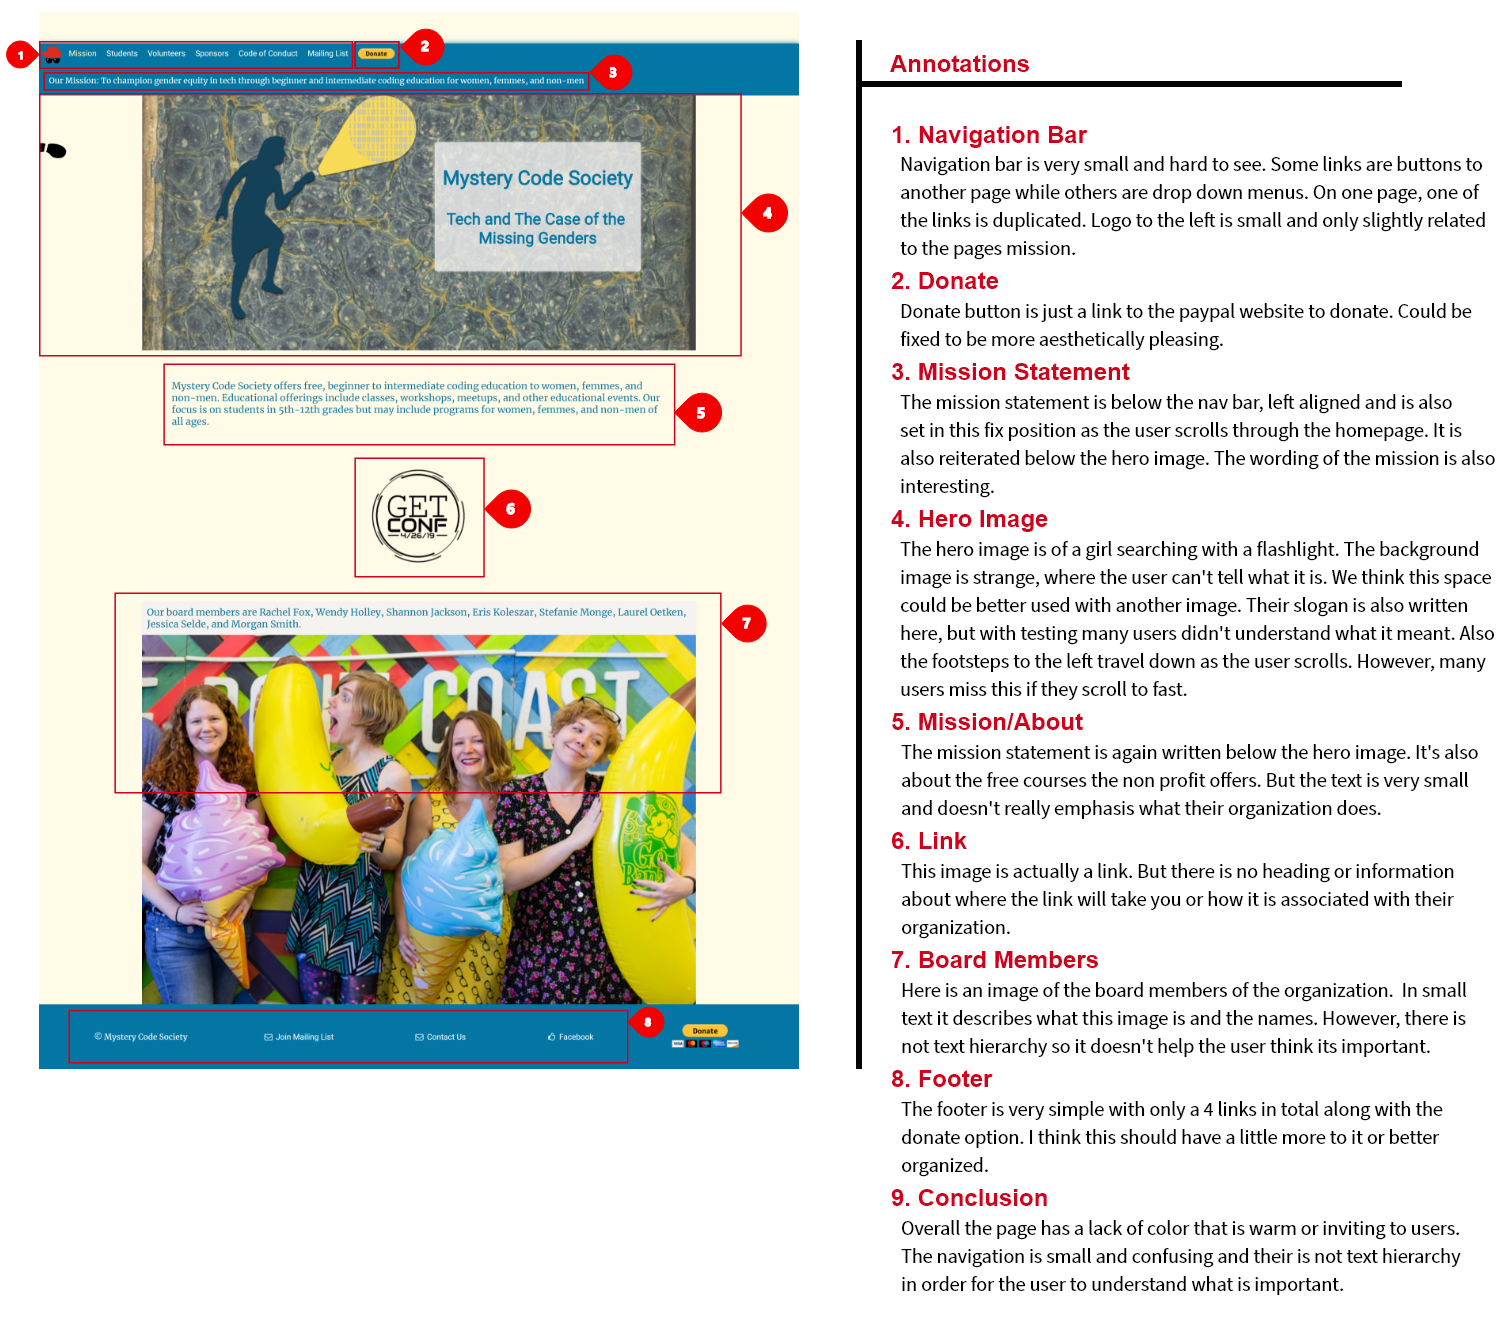 1
Mission Students Volunteers Sponsors Code of Conduct Mailing List Donate
2
Our Mission: To champion gender equity in tech through beginner and intermediate coding education for women, femmes, and non-men
3
Mystery Code Society
Tech and The Case of the
Missing Genders
4
Mystery Code Society offers free, beginner to intermediate coding education to women, femmes, and
non-men. Educational offerings include classes, workshops, meetups, and other educational events. Our
focus is on students in 5th-12th grades but may include programs for women, femmes, and non-men of
all ages.
5
GET
CONF
4/26/19
6
Our board members are Rachel Fox, Wendy Holley, Shannon Jackson, Eris Koleszar, Stefanie Monge, Laurel Oetken,
Jessica Selde, and Morgan Smith.
7
COAST
GO
© Mystery Code Society Join Mailing List Contact Us Facebook
8
Donate
VISA
Annotations
1. Navigation Bar
Navigation bar is very small and hard to see. Some links are buttons to
another page while others are drop down menus. On one page, one of
the links is duplicated. Logo to the left is small and only slightly related
to the pages mission.
2. Donate
Donate button is just a link to the paypal website to donate. Could be
fixed to be more aesthetically pleasing.
3. Mission Statement
The mission statement is below the nav bar, left aligned and is also
set in this fix position as the user scrolls through the homepage. It is
also reiterated below the hero image. The wording of the mission is also
interesting.
4. Hero Image
The hero image is of a girl searching with a flashlight. The background
image is strange, where the user can't tell what it is. We think this space
could be better used with another image. Their slogan is also written
here, but with testing many users didn't understand what it meant. Also
the footsteps to the left travel down as the user scrolls. However, many
users miss this if they scroll to fast.
5. Mission/About
The mission statement is again written below the hero image. It's also
about the free courses the non profit offers. But the text is very small
and doesn't really emphasis what their organization does.
6. Link
This image is actually a link. But there is no heading or information
about where the link will take you or how it is associated with their
organization.
7. Board Members
Here is an image of the board members of the organization. In small
text it describes what this image is and the names. However, there is
not text hierarchy so it doesn't help the user think its important.
8. Footer
The footer is very simple with only a 4 links in total along with the
donate option. I think this should have a little more to it or better
organized.
9. Conclusion
Overall the page has a lack of color that is warm or inviting to users.
The navigation is small and confusing and their is not text hierarchy
in order for the user to understand what is important.